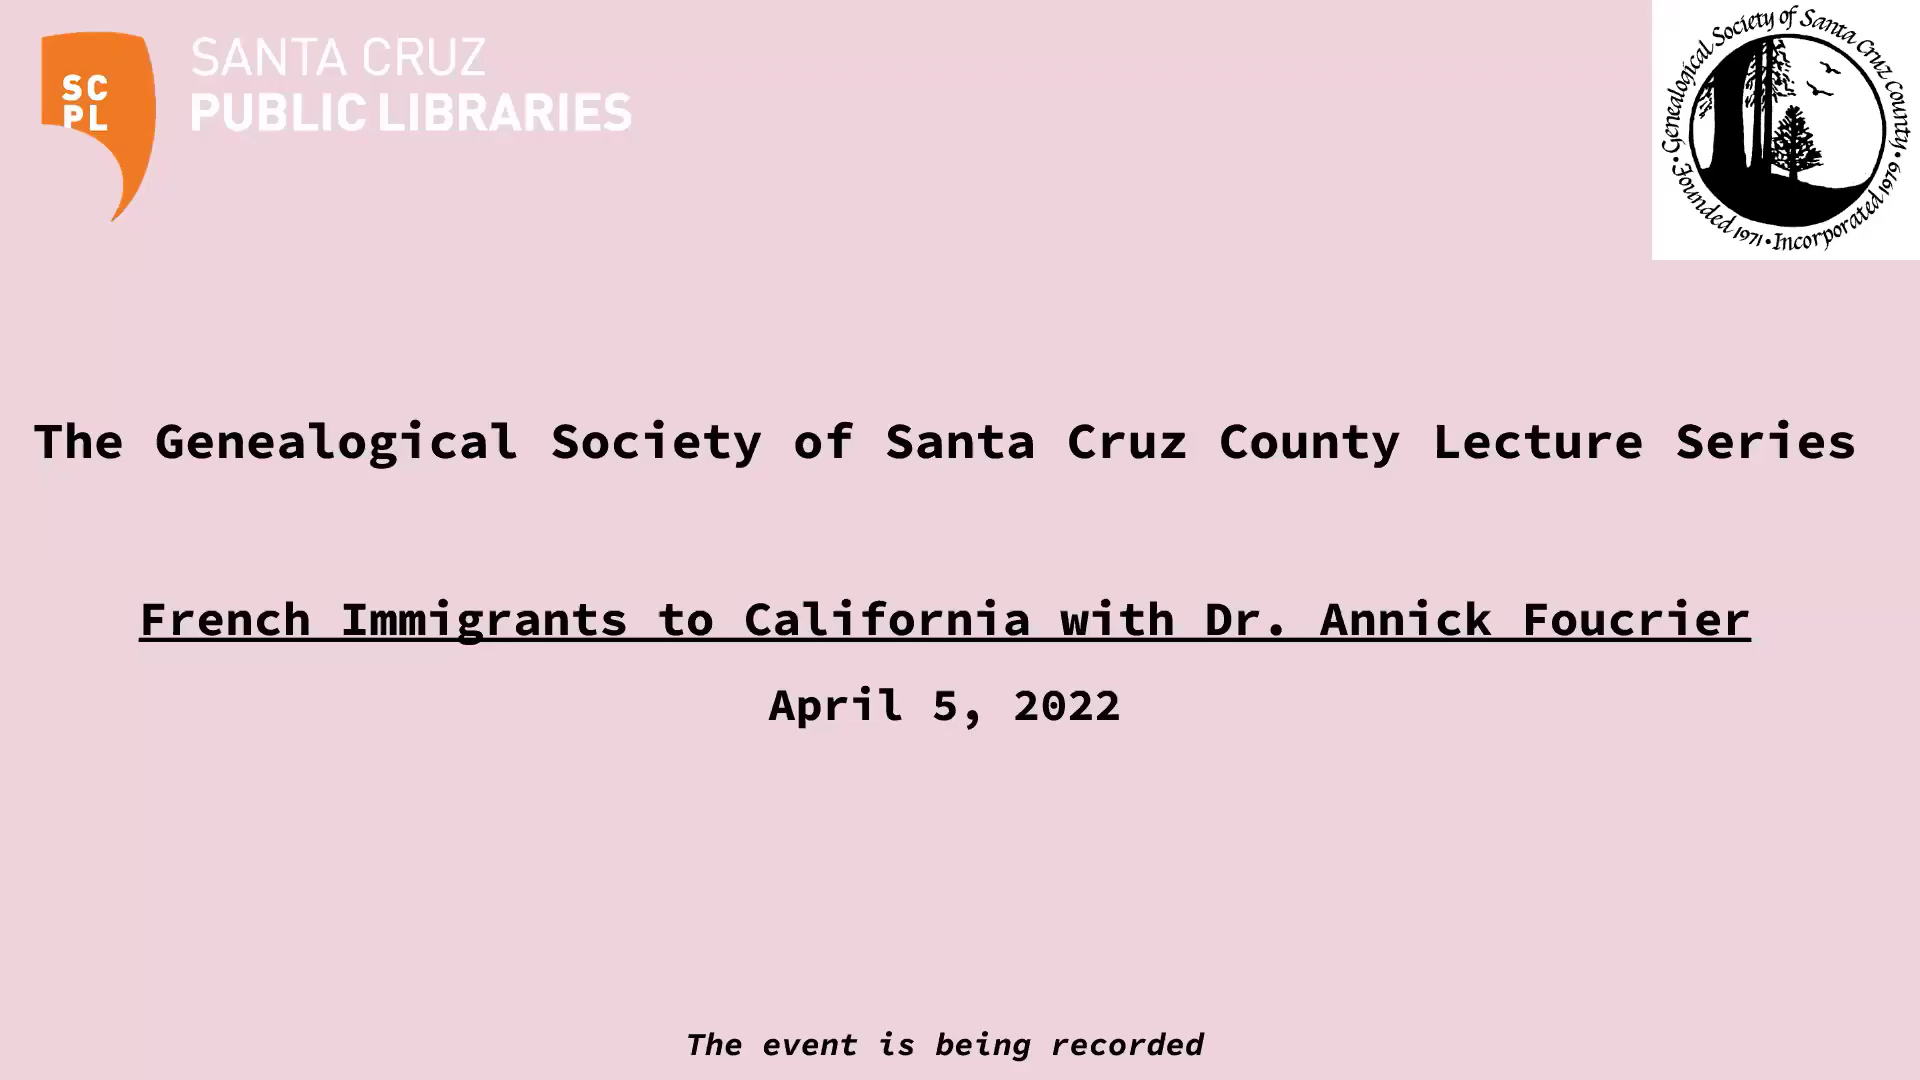 SC
PL
SANTA CRUZ
PUBLIC LIBRARIES
• Genealogical Society of Santa Cruz County •
Founded 1971 • Incorporated 1979
The Genealogical Society of Santa Cruz County Lecture Series
French Immigrants to California with Dr. Annick Foucrier
April 5, 2022
The event is being recorded